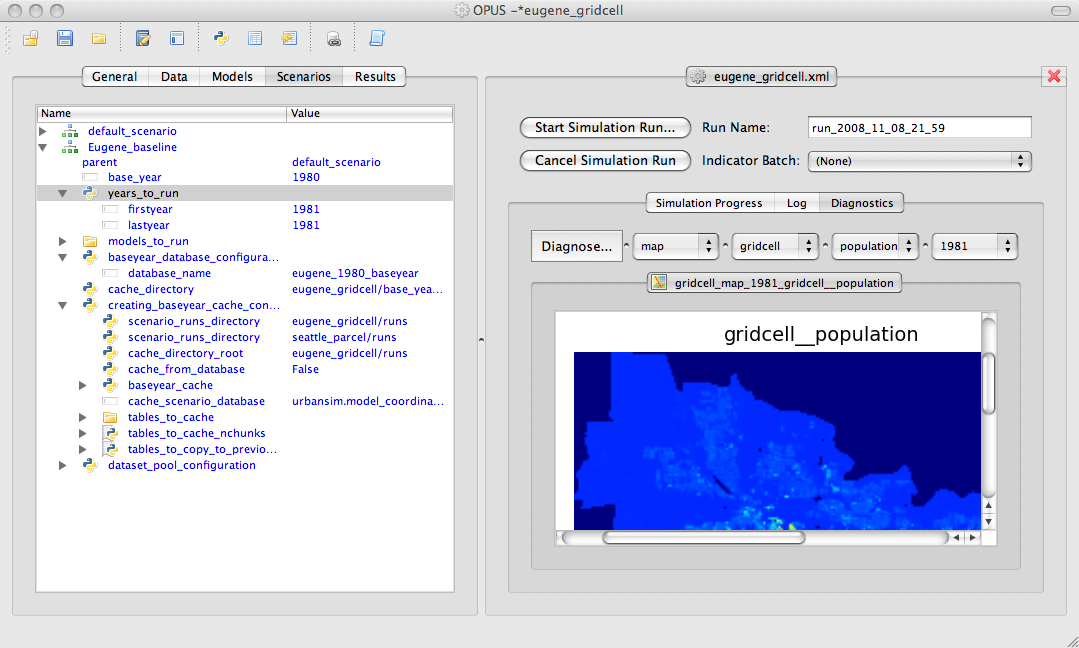 OPUS -*eugene_gridcell
General Data Models Scenarios Results
Name Value
default_scenario
Eugene_baseline
parent default_scenario
base_year 1980
years_to_run
firstyear 1981
lastyear 1981
models_to_run
baseyear_database_configura...
database_name eugene_1980_baseyear
cache_directory eugene_gridcell/base_yea...
creating_baseyear_cache_con...
scenario_runs_directory eugene_gridcell/runs
scenario_runs_directory seattle_parcel/runs
cache_directory_root eugene_gridcell/runs
cache_from_database False
baseyear_cache
cache_scenario_database urbansim.model_coordina...
tables_to_cache
tables_to_cache_nchunks
tables_to_copy_to_previo...
dataset_pool_configuration
eugene_gridcell.xml
Start Simulation Run... Run Name: run_2008_11_08_21_59
Cancel Simulation Run Indicator Batch: (None)
Simulation Progress Log Diagnostics
Diagnose... map gridcell population 1981
gridcell_map_1981_gridcell__population
gridcell__population